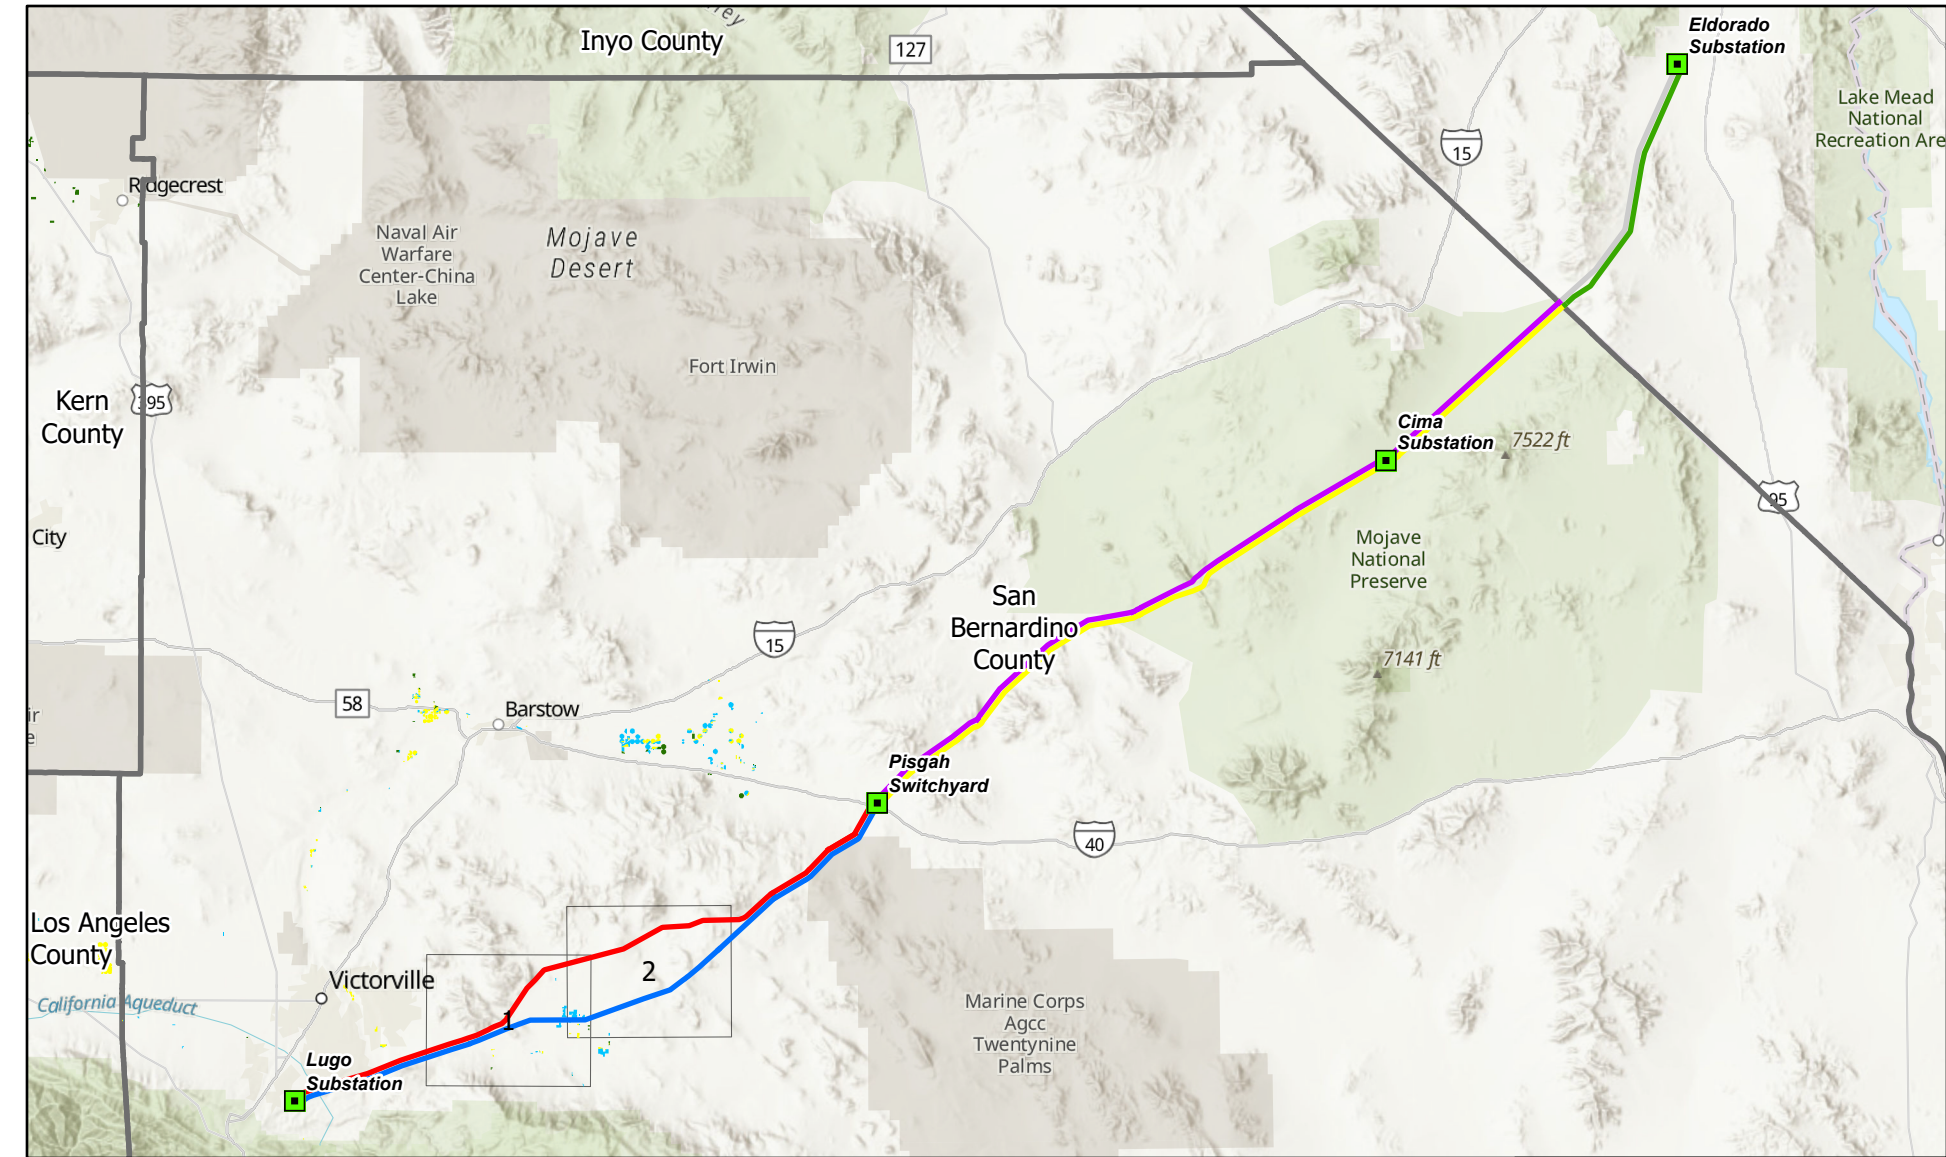 Inyo County
127
Eldorado
Substation
Lake Mead
National
Recreation Are
15
Ridgecrest
Naval Air
Warfare
Center-China
Lake
Mojave
Desert
Fort Irwin
Kern
County
395
Cima
Substation
7522 ft
95
City
Mojave
National
Preserve
San
Bernardino
County
15
7141 ft
58
Barstow
ir
e
Pisgah
Switchyard
40
Los Angeles
County
2
Victorville
California Aqueduct
1
Marine Corps
Agcc
Twentynine
Palms
Lugo
Substation